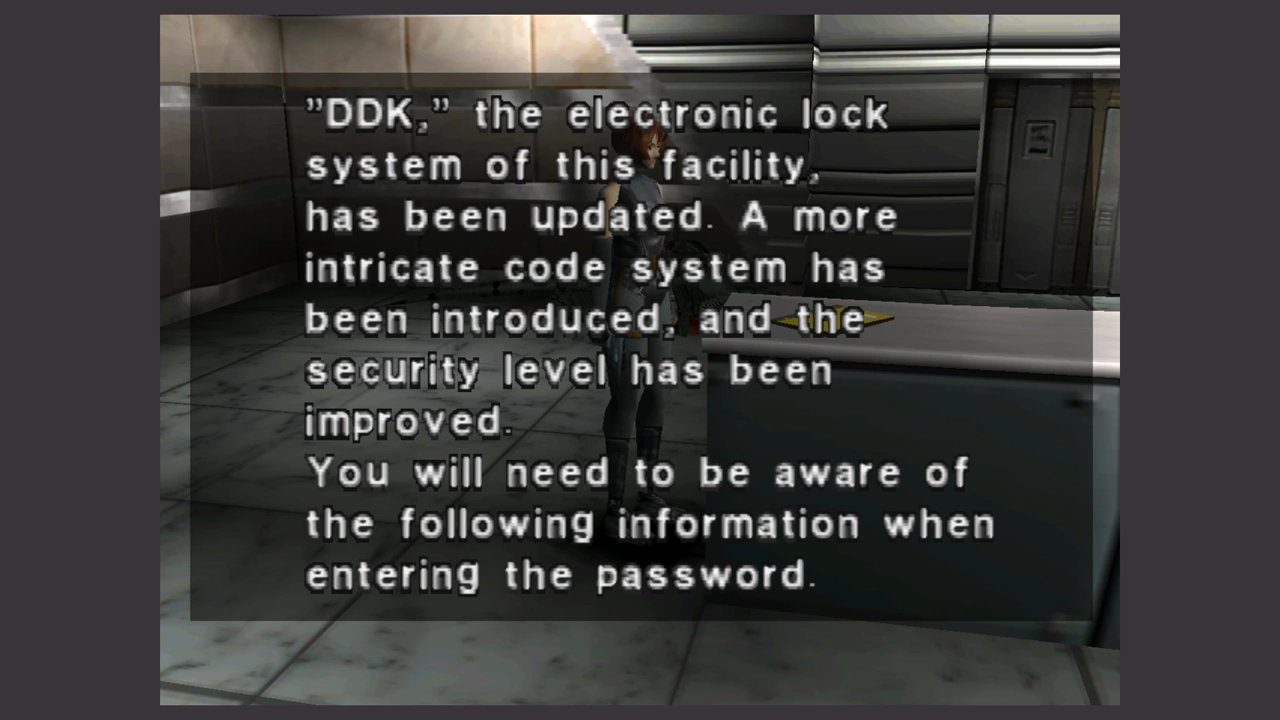 ”DDK,” the electronic lock
system of this facility,
has been updated. A more
intricate code system has
been introduced, and the
security level has been
improved.
You will need to be aware of
the following information when
entering the password.